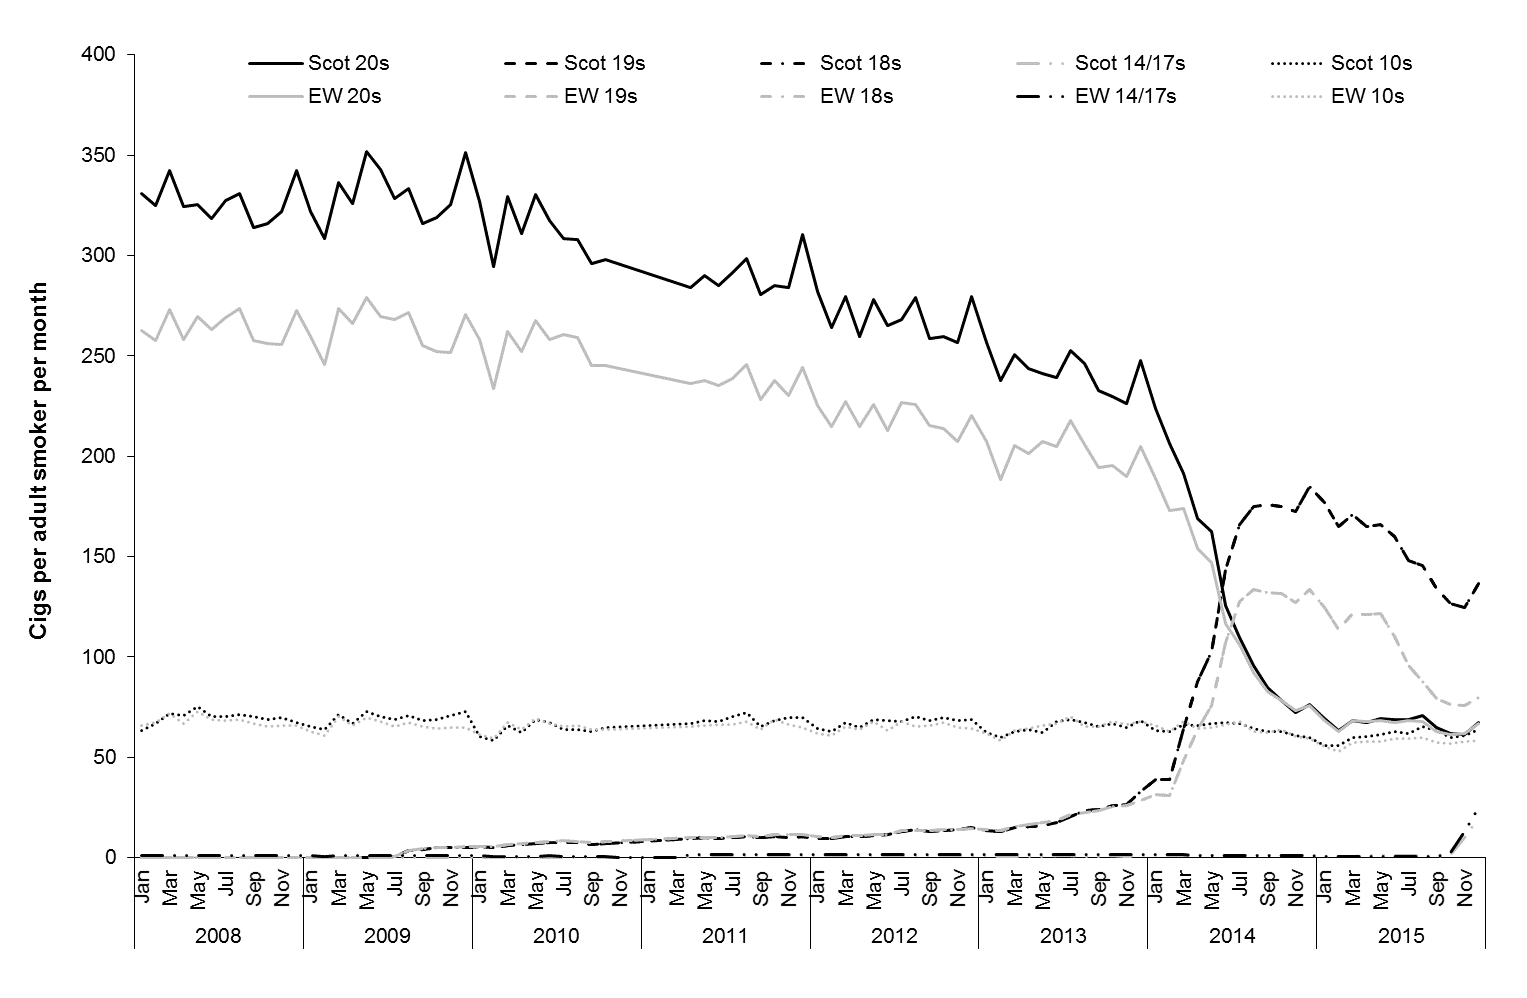 400
350
300
250
200
150
100
50
0
Cigs per adult smoker per month
Scot 20s Scot 19s Scot 18s Scot 14/17s Scot 10s
EW 20s EW 19s EW 18s EW 14/17s EW 10s
Jan Mar May Jul Sep Nov Jan Mar May Jul Sep Nov Jan Mar May Jul Sep Nov Jan Mar May Jul Sep Nov Jan Mar May Jul Sep Nov Jan Mar May Jul Sep Nov Jan Mar May Jul Sep Nov Jan Mar May Jul Sep Nov
2008 2009 2010 2011 2012 2013 2014 2015